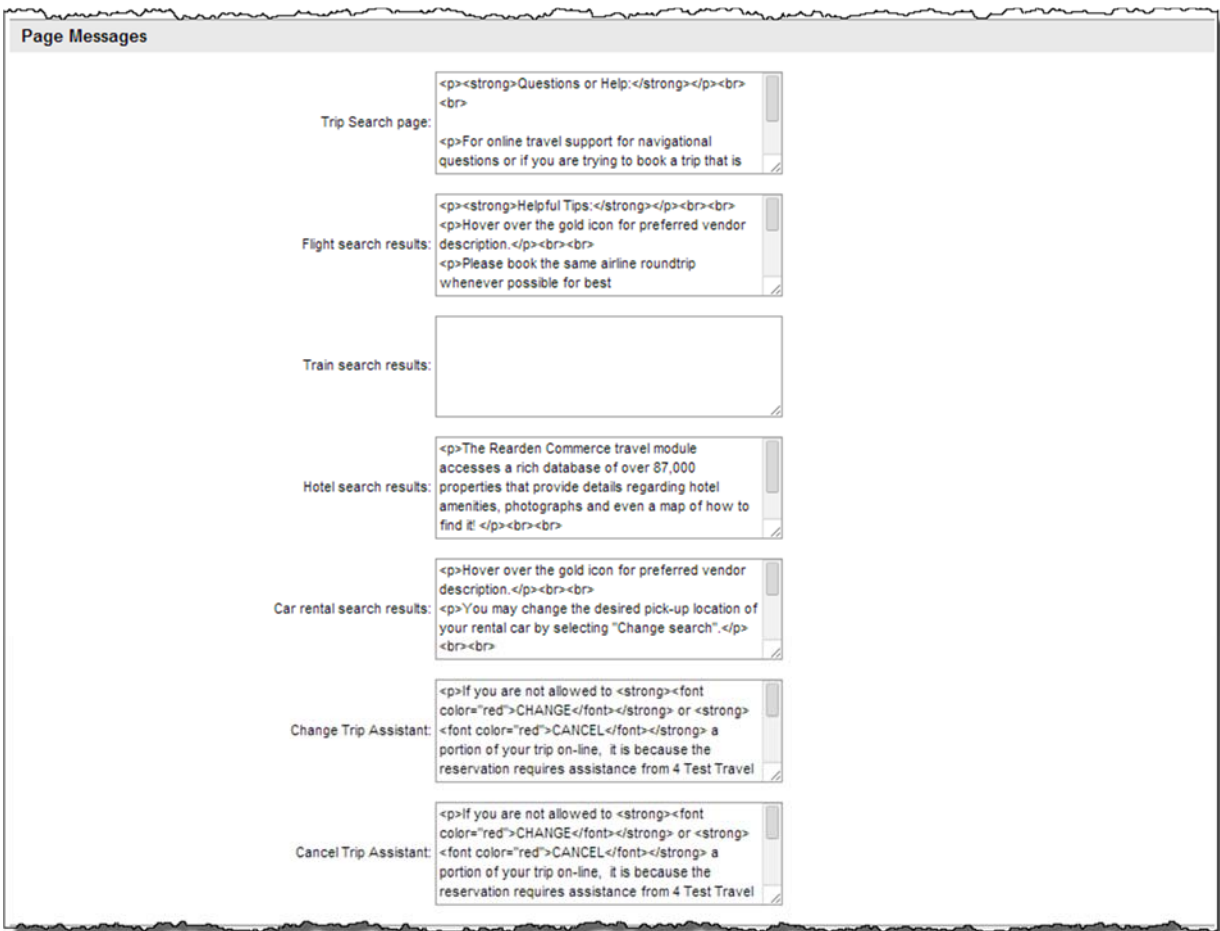 Page Messages
Trip Search page:
<p><strong>Questions or Help:</strong></p><br>
<br>
<p>For online travel support for navigational
questions or if you are trying to book a trip that is
Flight search results:
<p><strong>Helpful Tips:</strong></p><br><br>
<p>Hover over the gold icon for preferred vendor
description.</p><br><br>
<p>Please book the same airline roundtrip
whenever possible for best
Train search results:
Hotel search results:
<p>The Rearden Commerce travel module
accesses a rich database of over 87,000
properties that provide details regarding hotel
amenities, photographs and even a map of how to
find it! </p><br><br>
Car rental search results:
<p>Hover over the gold icon for preferred vendor
description.</p><br><br>
<p>You may change the desired pick-up location of
your rental car by selecting "Change search".</p>
<br><br>
Change Trip Assistant:
<p>If you are not allowed to <strong><font
color="red">CHANGE</font></strong> or <strong>
<font color="red">CANCEL</font></strong> a
portion of your trip on-line,  it is because the
reservation requires assistance from 4 Test Travel
Cancel Trip Assistant:
<p>If you are not allowed to <strong><font
color="red">CHANGE</font></strong> or <strong>
<font color="red">CANCEL</font></strong> a
portion of your trip on-line,  it is because the
reservation requires assistance from 4 Test Travel